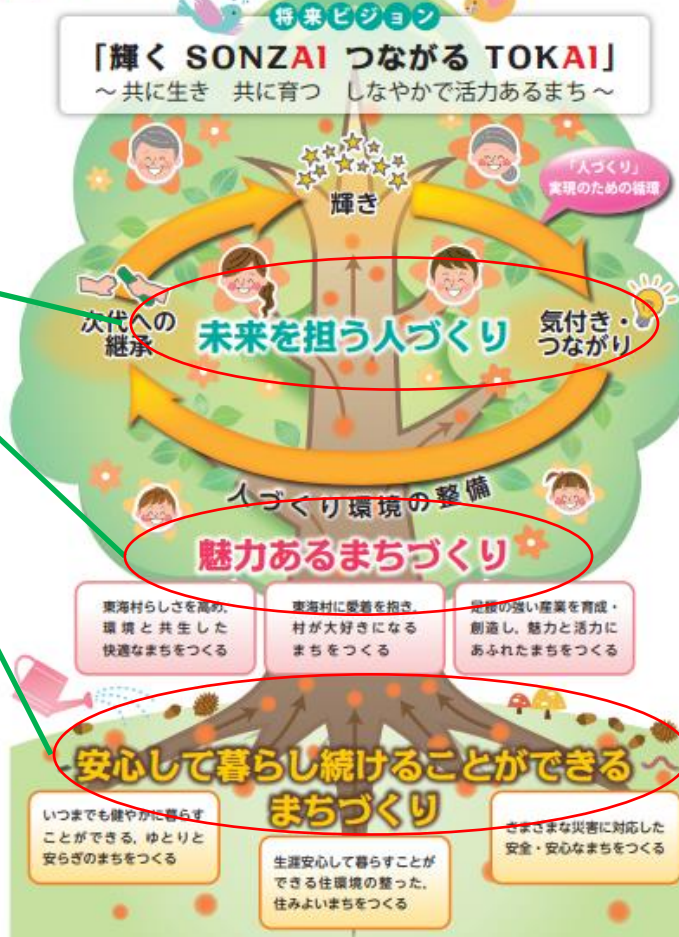 将来ビジョン
「輝く SONZAI つながる TOKAI」
～共に生き 共に育つ しなやかで活力あるまち～
輝き
「人づくり」
実現のための循環
次代への
継承
未来を担う人づくり
気付き・
つながり
人づくり環境の整備
魅力あるまちづくり
東海村らしさを高め、
環境と共生した
快適なまちをつくる
東海村に愛着を抱き、
村が大好きになる
まちをつくる
足腰の強い産業を育成・
創造し、魅力と活力に
あふれたまちをつくる
安心して暮らし続けることができる
まちづくり
いつまでも健やかに暮らす
ことができる、ゆとりと
安らぎのまちをつくる
生涯安心して暮らすことが
できる住環境の整った、
住みよいまちをつくる
さまざまな災害に対応した
安全・安心なまちをつくる